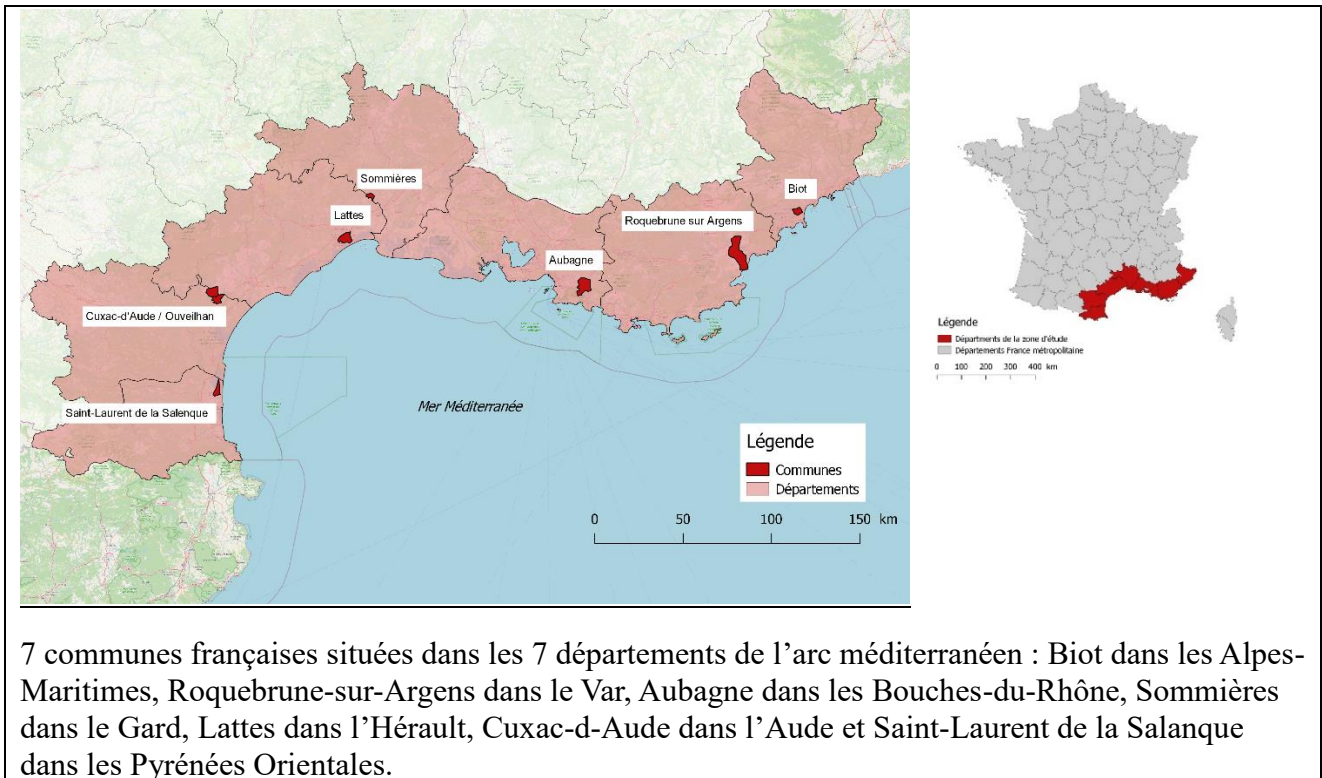 Sommières
Lattes
Biot
Roquebrune sur Argens
Aubagne
Cuxac-d'Aude / Ouveilhan
Saint-Laurent de la Salenque
Mer Méditerranée
Légende
Communes
Départements
0 50 100 150 km
Légende
Départments de la zone d'étude
Départements France métropolitaine
0 100 200 300 400 km
7 communes françaises situées dans les 7 départements de l’arc méditerranéen : Biot dans les Alpes-
Maritimes, Roquebrune-sur-Argens dans le Var, Aubagne dans les Bouches-du-Rhône, Sommières
dans le Gard, Lattes dans l’Hérault, Cuxac-d-Aude dans l’Aude et Saint-Laurent de la Salanque
dans les Pyrénées Orientales.